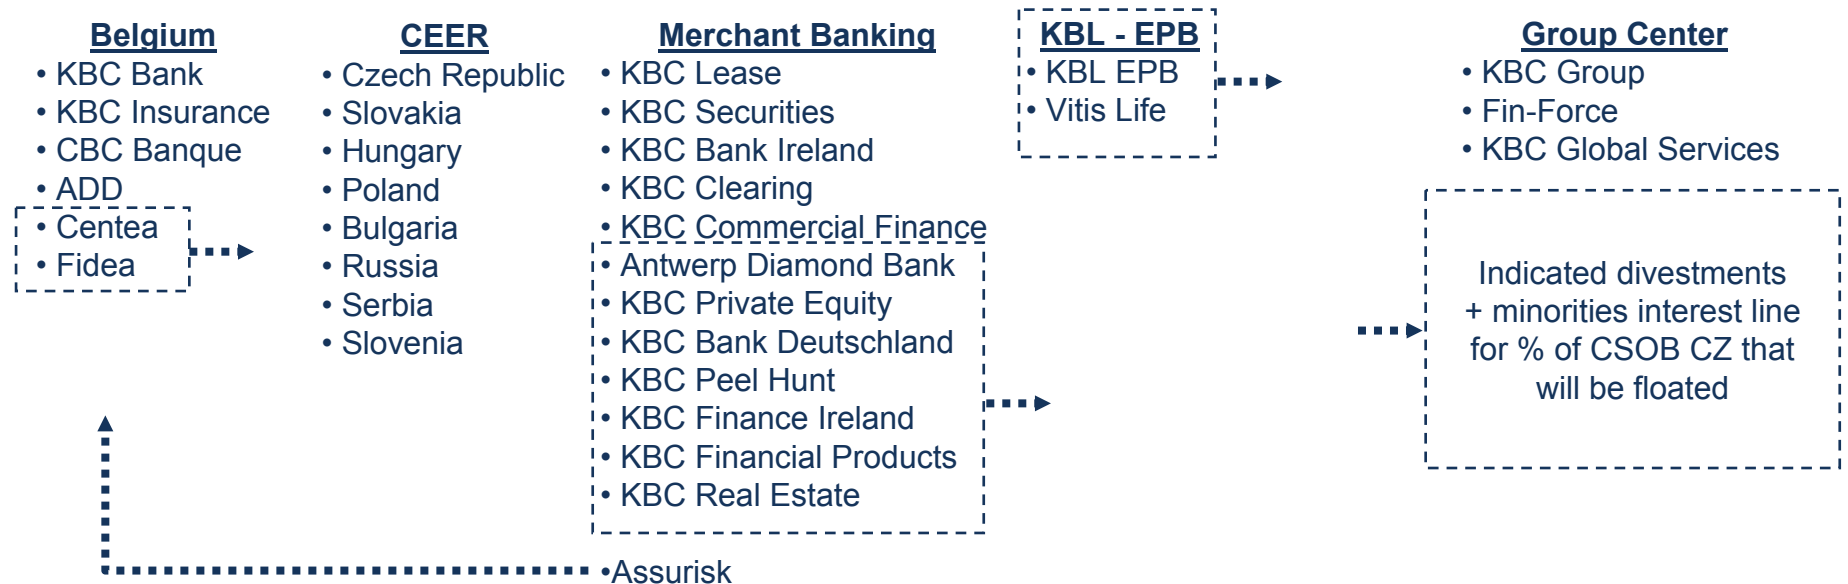 Belgium
• KBC Bank
• KBC Insurance
• CBC Banque
• ADD
• Centea
• Fidea
CEER
• Czech Republic
• Slovakia
• Hungary
• Poland
• Bulgaria
• Russia
• Serbia
• Slovenia
Merchant Banking
• KBC Lease
• KBC Securities
• KBC Bank Ireland
• KBC Clearing
• KBC Commercial Finance
• Antwerp Diamond Bank
• KBC Private Equity
• KBC Bank Deutschland
• KBC Peel Hunt
• KBC Finance Ireland
• KBC Financial Products
• KBC Real Estate
•Assurisk
KBL - EPB
• KBL EPB
• Vitis Life
Group Center
• KBC Group
• Fin-Force
• KBC Global Services
Indicated divestments
+ minorities interest line
for % of CSOB CZ that
will be floated